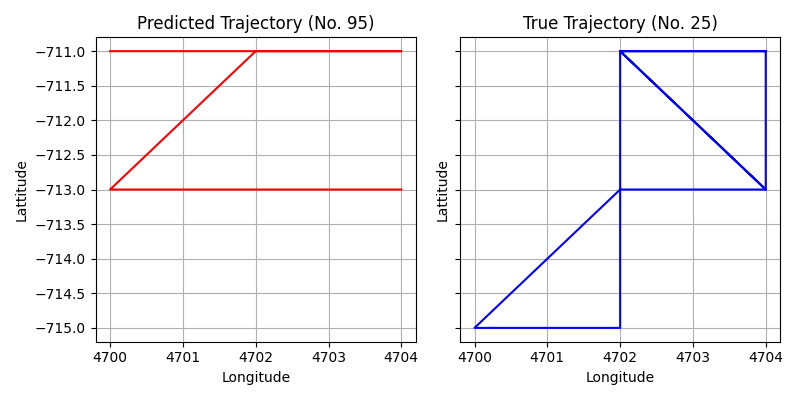 Predicted Trajectory (No. 95)
True Trajectory (No. 25)
Lattitude
−711.0
−711.5
−712.0
−712.5
−713.0
−713.5
−714.0
−714.5
−715.0
Lattitude
4700 4701 4702 4703 4704
4700 4701 4702 4703 4704
Longitude
Longitude